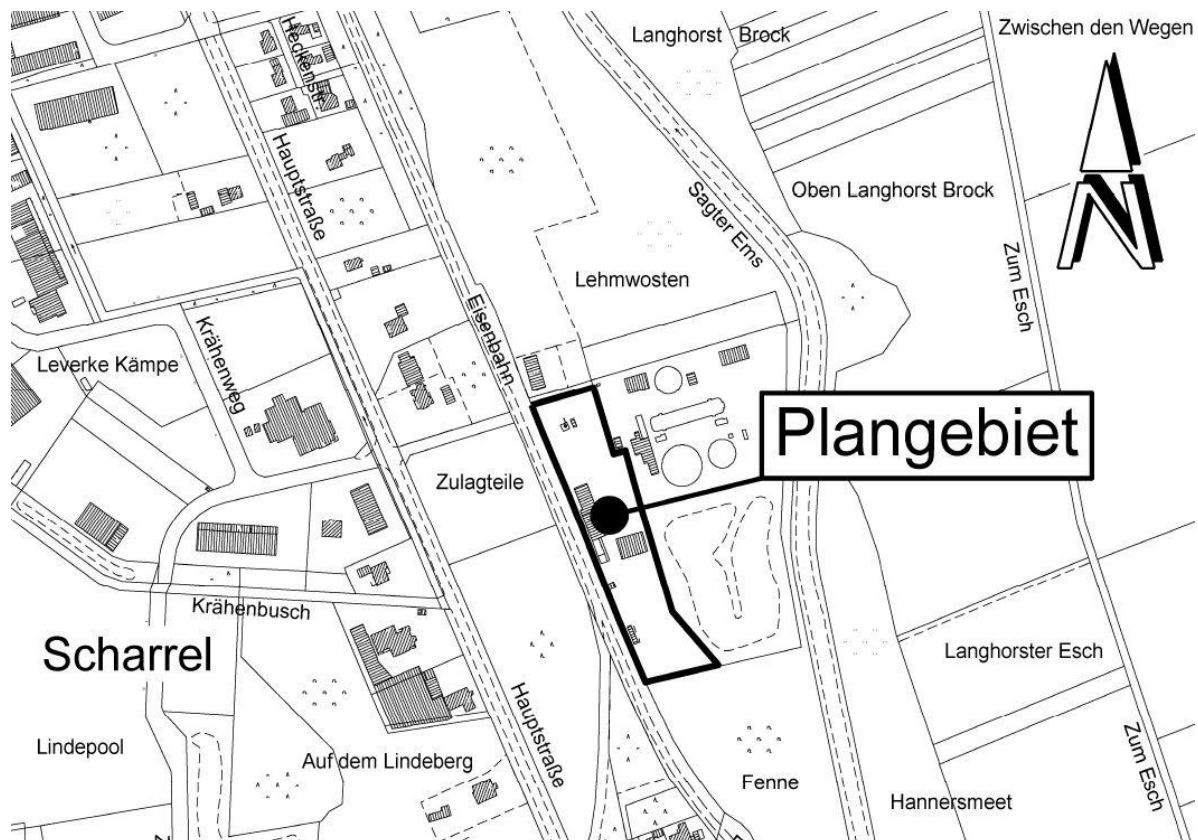 Zwischen den Wegen
Langhorst Brock
Heckenstr.
Hauptstraße
Oben Langhorst Brock
Sagter Ems
Zum Esch
Lehmwosten
Eisenbahn
Krähenweg
Leverke Kämpe
Plangebiet
Zulagteile
Krähenbusch
Scharrel
Langhorster Esch
Hauptstraße
Lindepool
Auf dem Lindeberg
Zum Esch
Fenne
Hannersmeet
N